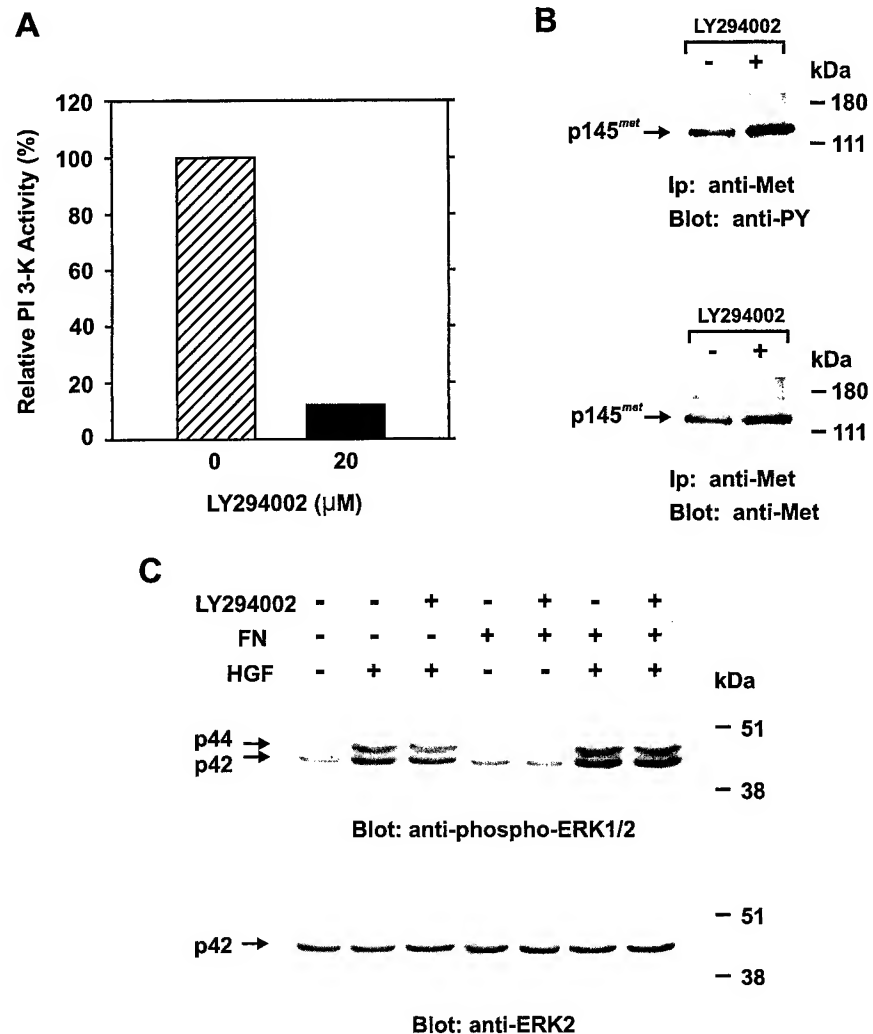 A
120
100
80
60
40
20
0
Relative PI 3-K Activity (%)
0 20
LY294002 (µM)
B
LY294002
- + kDa
– 180
p145met →
– 111
Ip: anti-Met
Blot: anti-PY
LY294002
- + kDa
– 180
p145met →
– 111
Ip: anti-Met
Blot: anti-Met
C
LY294002 - - + - + - +
FN - - - + + + +
HGF - + + - - + +
kDa
– 51
p44 →
p42 →
– 38
Blot: anti-phospho-ERK1/2
– 51
p42 →
– 38
Blot: anti-ERK2